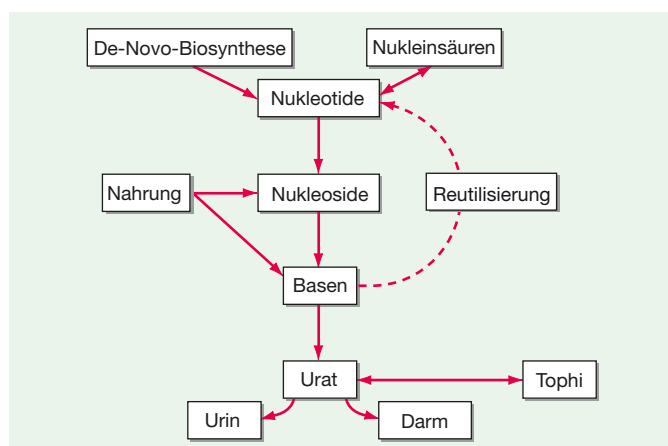 De-Novo-Biosynthese
Nukleinsäuren
Nukleotide
Nahrung
Nukleoside
Reutilisierung
Basen
Urat
Tophi
Urin
Darm